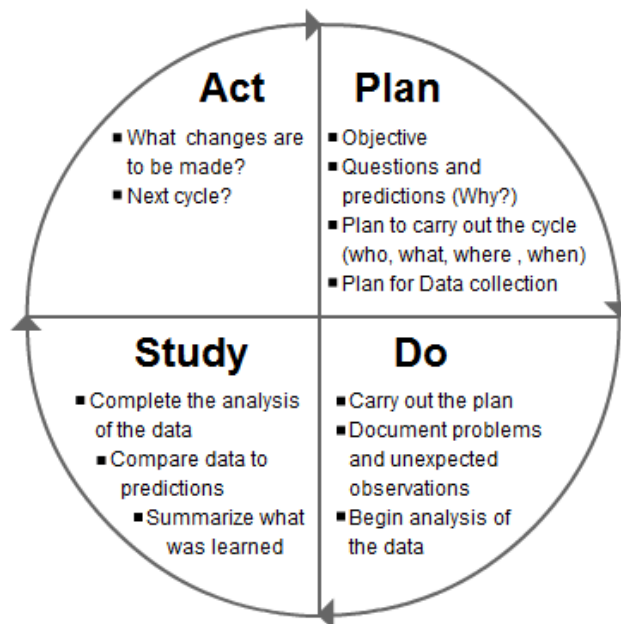 Act
▪ What changes are
to be made?
▪ Next cycle?
Plan
▪ Objective
▪ Questions and
predictions (Why?)
▪ Plan to carry out the cycle
(who, what, where , when)
▪ Plan for Data collection
Study
▪ Complete the analysis
of the data
▪ Compare data to
predictions
▪ Summarize what
was learned
Do
▪ Carry out the plan
▪ Document problems
and unexpected
observations
▪ Begin analysis of
the data